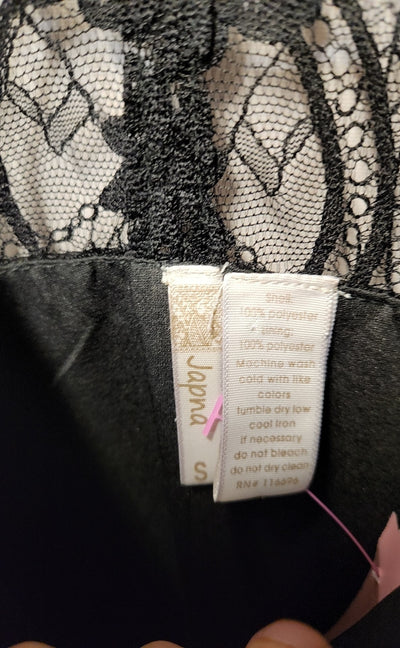 Japna
S
Shell:
100% polyester
Lining:
100% polyester
Machine wash
cold with like
colors
tumble dry low
cool iron
if necessary
do not bleach
do not dry clean
RN# 116696